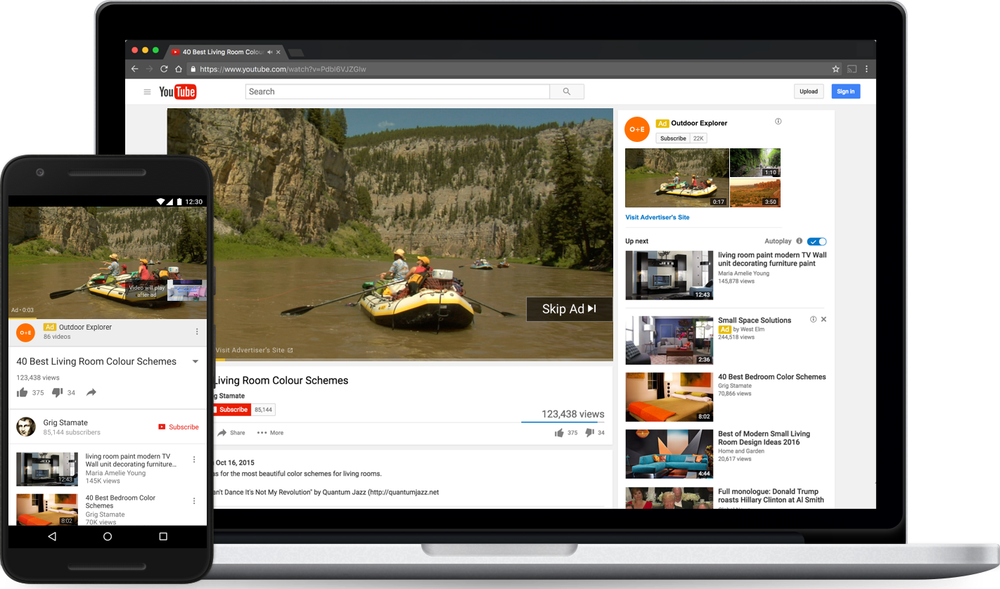 40 Best Living Room Colour
https://www.youtube.com/watch?v=PdbI6VJZGIw
YouTube
Search
Upload
Sign in
Skip Ad
Visit Advertiser's Site
Living Room Colour Schemes
g Stamate
Subscribe 85,144
123,438 views
Share
More
375
34
Oct 16, 2015
s for the most beautiful color schemes for living rooms.
an't Dance It's Not My Revolution" by Quantum Jazz (http://quantumjazz.net
O+E
Ad Outdoor Explorer
Subscribe 22K
0:17
1:10
3:50
Visit Advertiser's Site
Up next
Autoplay
12:43
living room paint modern TV Wall
unit decorating furniture paint
Maria Amelie Young
145,878 views
2:36
Small Space Solutions
Ad by West Elm
244,518 views
8:02
40 Best Bedroom Color Schemes
Grig Stamate
70,866 views
4:44
Best of Modern Small Living
Room Design Ideas 2016
Home and Garden
20,617 views
Full monologue: Donald Trump
roasts Hillary Clinton at Al Smith
12:30
Video will play
after ad
Ad • 0:03
O+E
Ad Outdoor Explorer
86 videos
40 Best Living Room Colour Schemes
123,438 views
375
34
Grig Stamate
85,144 subscribers
Subscribe
12:43
living room paint modern TV
Wall unit decorating furniture...
Maria Amelie Young
145K views
8:02
40 Best Bedroom Color
Schemes
Grig Stamate
70K views